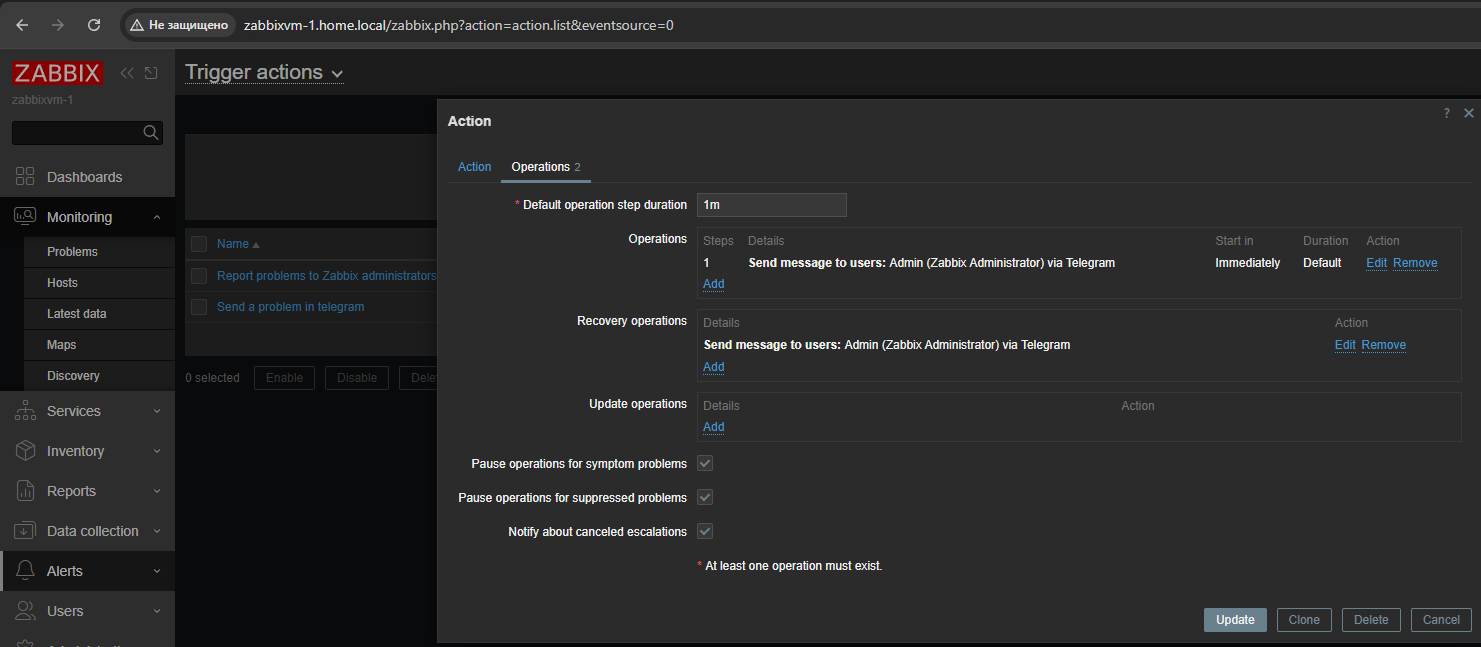 Не защищено zabbixvm-1.home.local/zabbix.php?action=action.list&eventsource=0
ZABBIX
zabbixvm-1
Dashboards
Monitoring
Problems
Hosts
Latest data
Maps
Discovery
Services
Inventory
Reports
Data collection
Alerts
Users
Trigger actions
Name
Report problems to Zabbix administrators
Send a problem in telegram
0 selected Enable Disable
Action ?
Action Operations 2
* Default operation step duration 1m
Operations Steps Details Start in Duration Action
1 Send message to users: Admin (Zabbix Administrator) via Telegram Immediately Default Edit Remove
Add
Recovery operations Details Action
Send message to users: Admin (Zabbix Administrator) via Telegram Edit Remove
Add
Update operations Details Action
Add
Pause operations for symptom problems
Pause operations for suppressed problems
Notify about canceled escalations
* At least one operation must exist.
Update Clone Delete Cancel